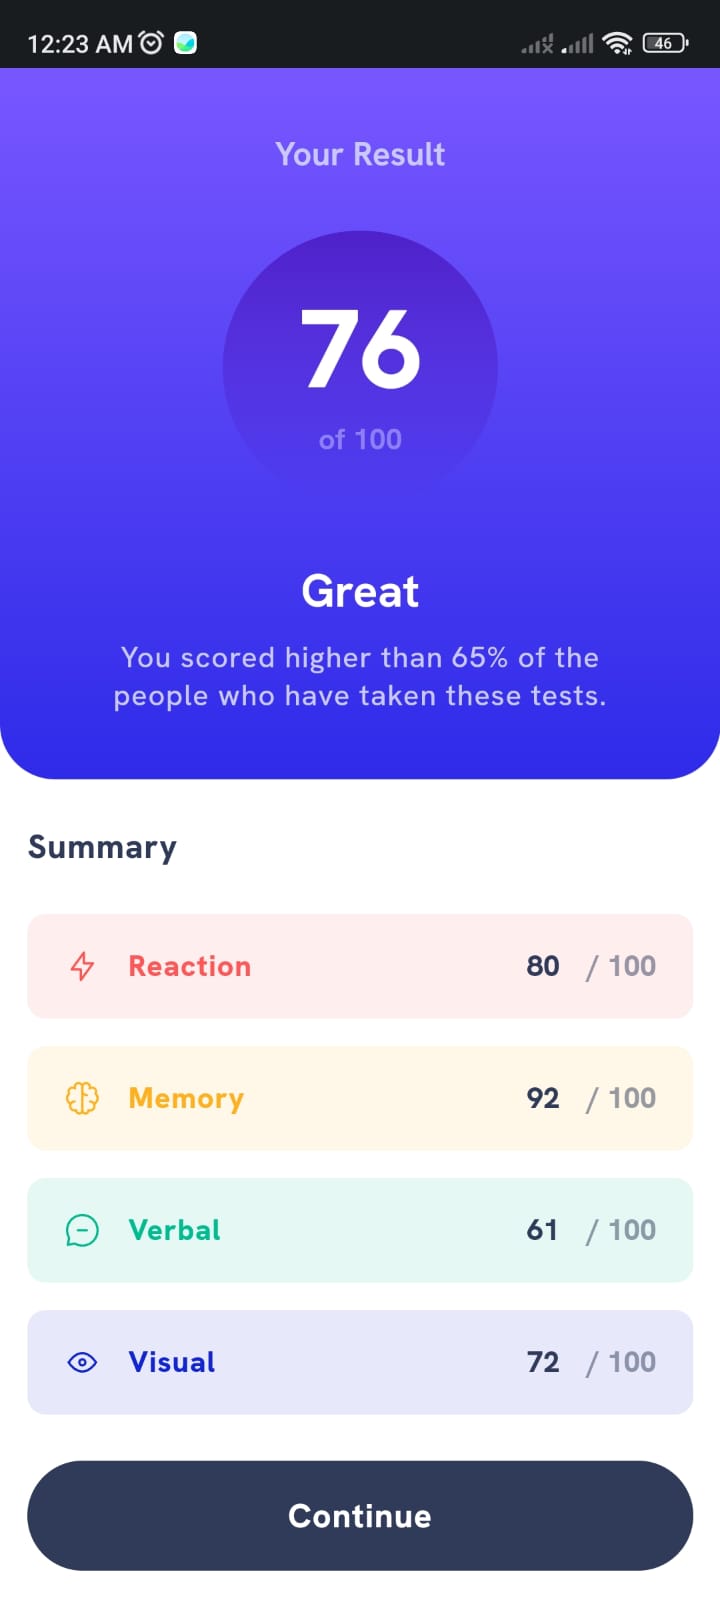 12:23 AM
46
Your Result
76
of 100
Great
You scored higher than 65% of the
people who have taken these tests.
Summary
Reaction 80 / 100
Memory 92 / 100
Verbal 61 / 100
Visual 72 / 100
Continue